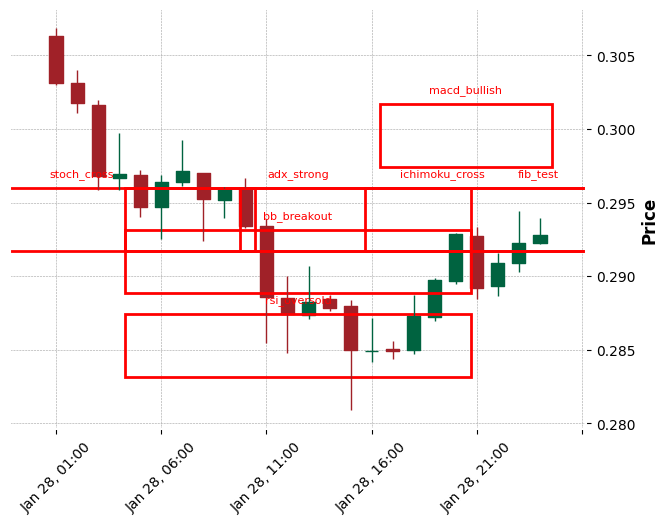 0.305
macd_bullish
0.300
stoch_cross
adx_strong
ichimoku_cross
fib_test
0.295
bb_breakout
Price
0.290
rsi_oversold
0.285
0.280
Jan 28, 01:00
Jan 28, 06:00
Jan 28, 11:00
Jan 28, 16:00
Jan 28, 21:00